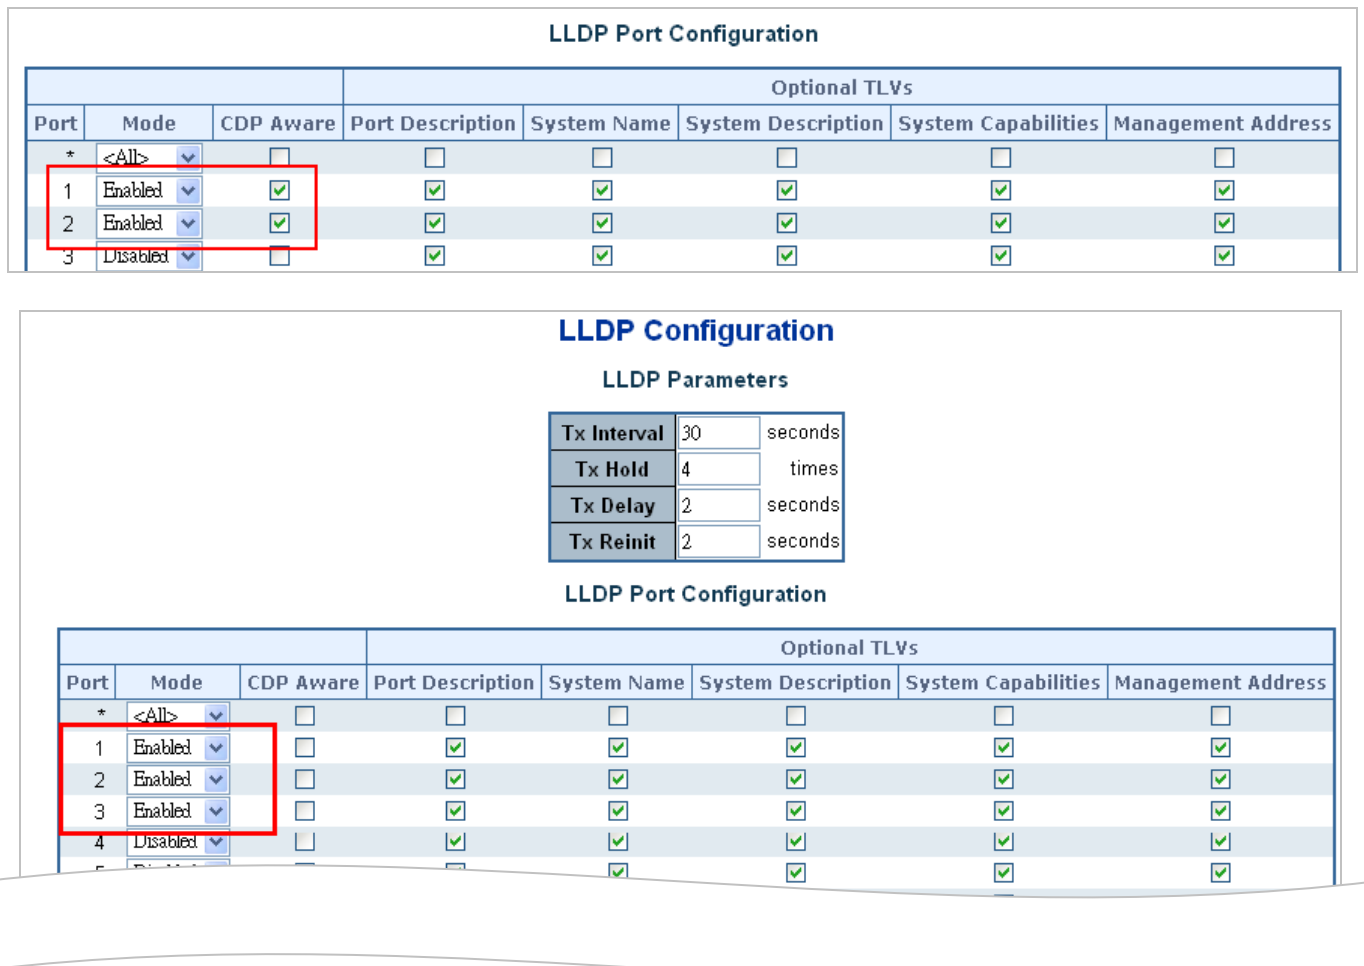 LLDP Port Configuration
Optional TLVs
Port Mode CDP Aware Port Description System Name System Description System Capabilities Management Address
* <All>
1 Enabled
2 Enabled
3 Disabled
LLDP Configuration
LLDP Parameters
Tx Interval 30 seconds
Tx Hold 4 times
Tx Delay 2 seconds
Tx Reinit 2 seconds
LLDP Port Configuration
Optional TLVs
Port Mode CDP Aware Port Description System Name System Description System Capabilities Management Address
* <All>
1 Enabled
2 Enabled
3 Enabled
4 Disabled